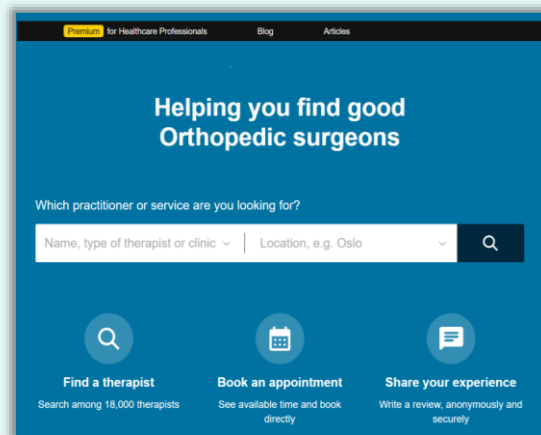 Premium for Healthcare Professionals Blog Articles
Helping you find good
Orthopedic surgeons
Which practitioner or service are you looking for?
Name, type of therapist or clinic Location, e.g. Oslo
Find a therapist
Search among 18,000 therapists
Book an appointment
See available time and book
directly
Share your experience
Write a review, anonymously and
securely